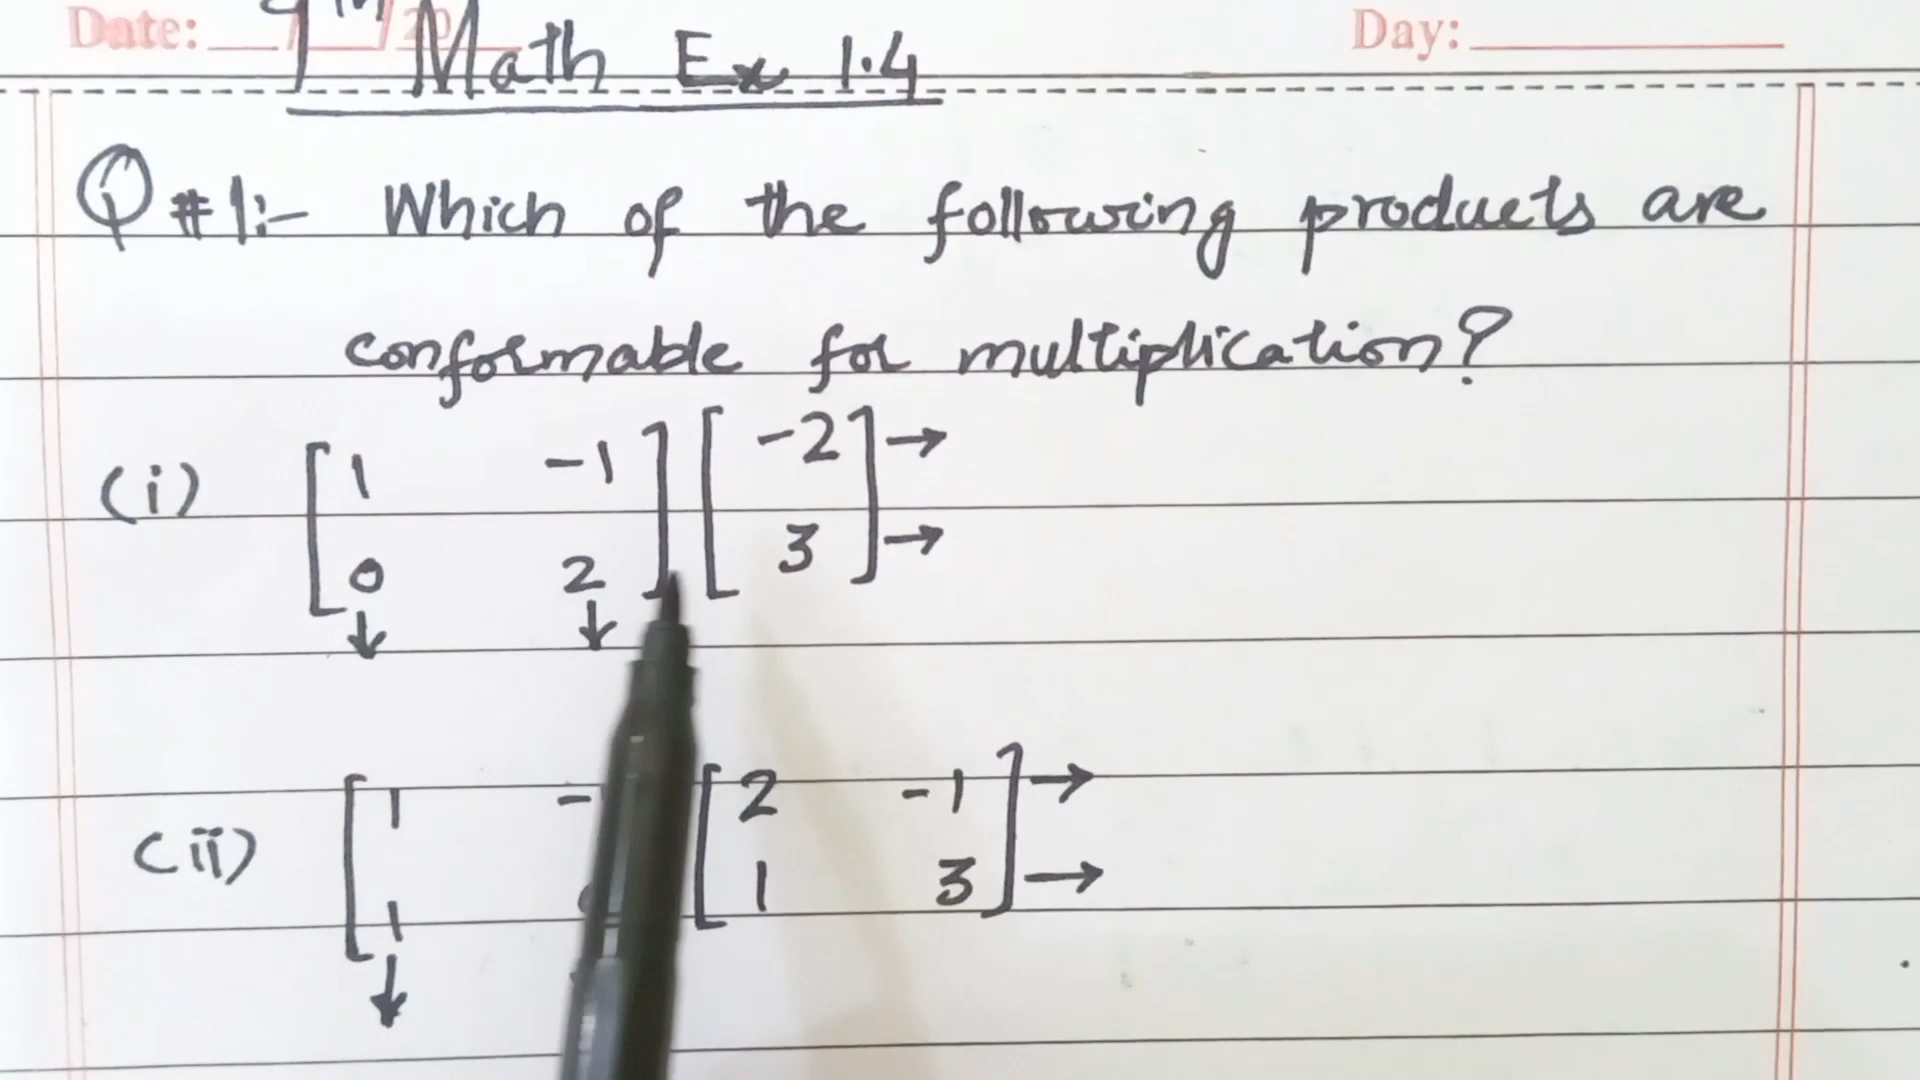 Date: Day:
Math Ex 1.4
Q #1:- Which of the following products are
conformable for multiplication?
(i) [1 -1] [-2] →
[0 2] [3] →
↓ ↓
(ii) [1 - [2 -1] →
[1 [1 3] →
↓